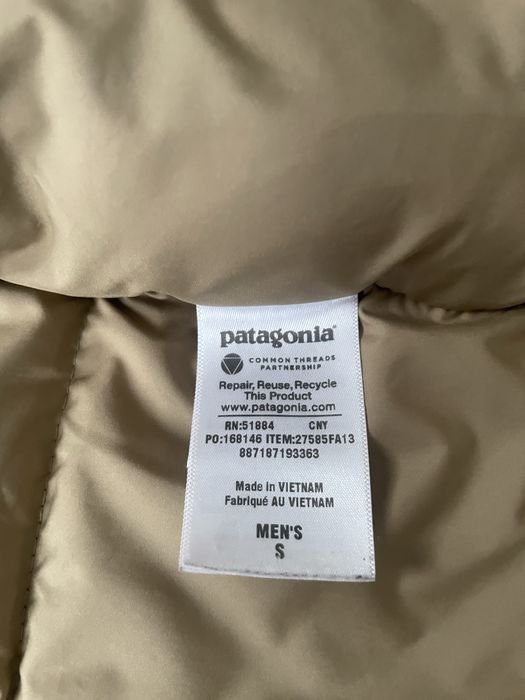 patagonia®
COMMON THREADS
PARTNERSHIP
Repair, Reuse, Recycle
This Product
www.patagonia.com
RN:51884 CNY
PO:168146 ITEM:27585FA13
887187193363
Made in VIETNAM
Fabriqué AU VIETNAM
MEN'S
S